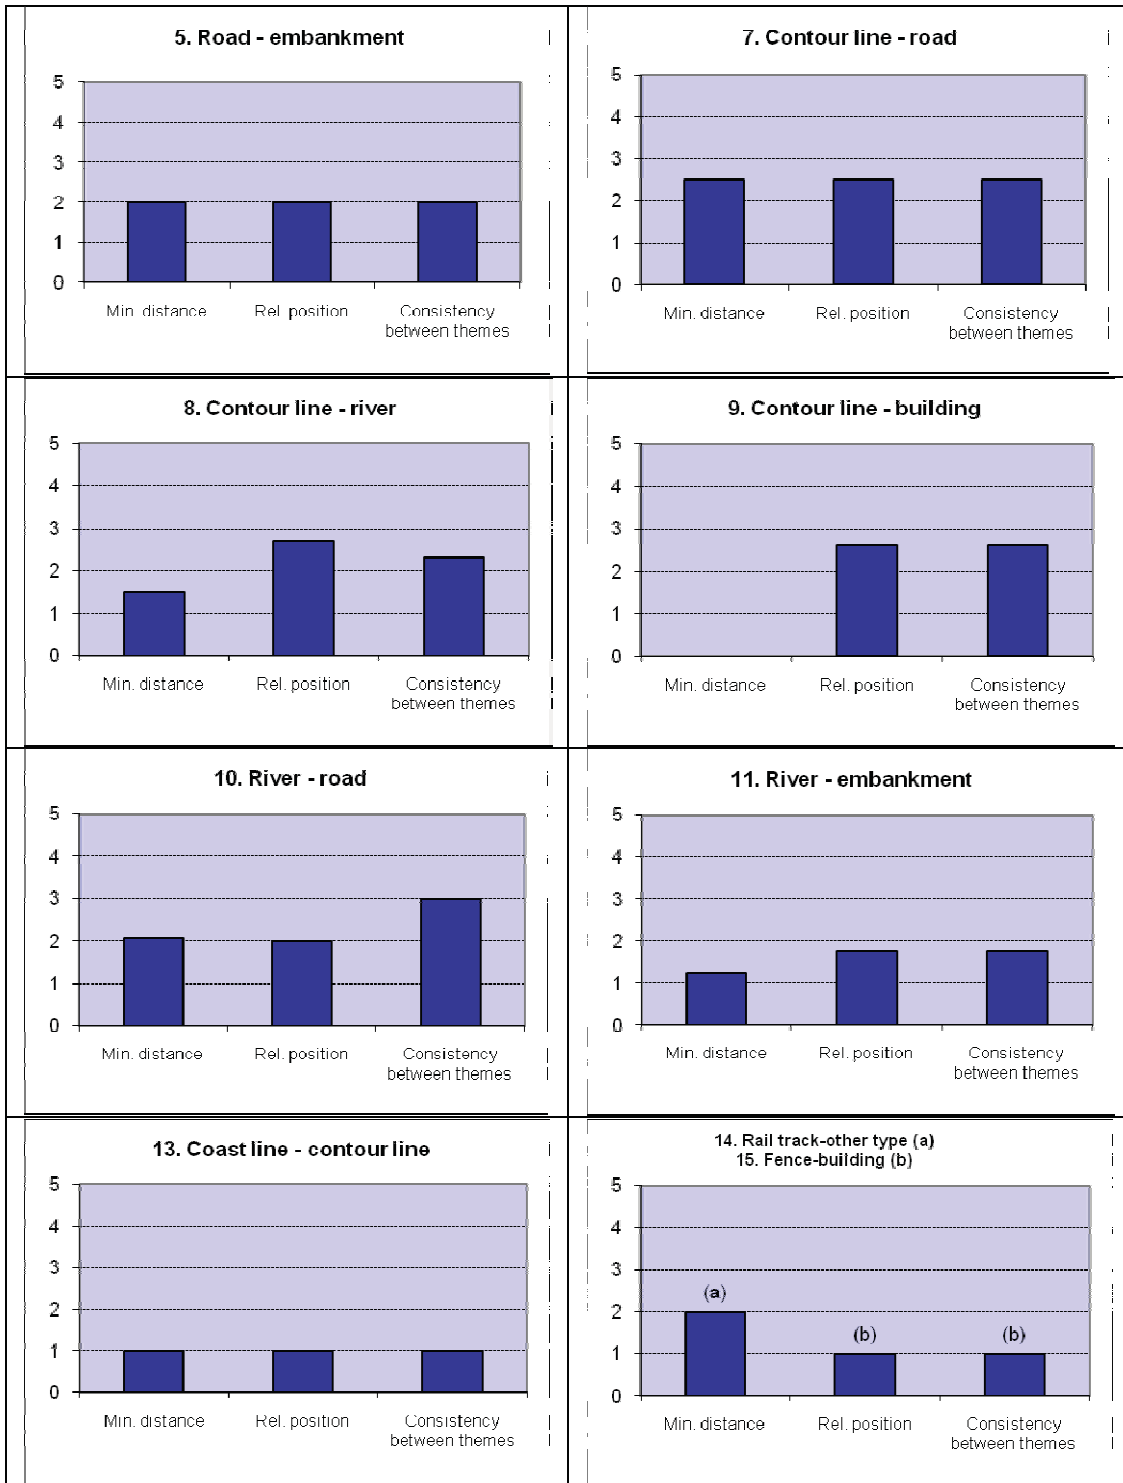 5. Road - embankment
5
4
3
2
1
0
Min. distance
Rel. position
Consistency
between themes
7. Contour line - road
5
4
3
2
1
0
Min. distance
Rel. position
Consistency
between themes
8. Contour line - river
5
4
3
2
1
0
Min. distance
Rel. position
Consistency
between themes
9. Contour line - building
5
4
3
2
1
0
Min. distance
Rel. position
Consistency
between themes
10. River - road
5
4
3
2
1
0
Min. distance
Rel. position
Consistency
between themes
11. River - embankment
5
4
3
2
1
0
Min. distance
Rel. position
Consistency
between themes
13. Coast line - contour line
5
4
3
2
1
0
Min. distance
Rel. position
Consistency
between themes
14. Rail track-other type (a)
15. Fence-building (b)
5
4
3
2
1
0
(a)
(b)
(b)
Min. distance
Rel. position
Consistency
between themes